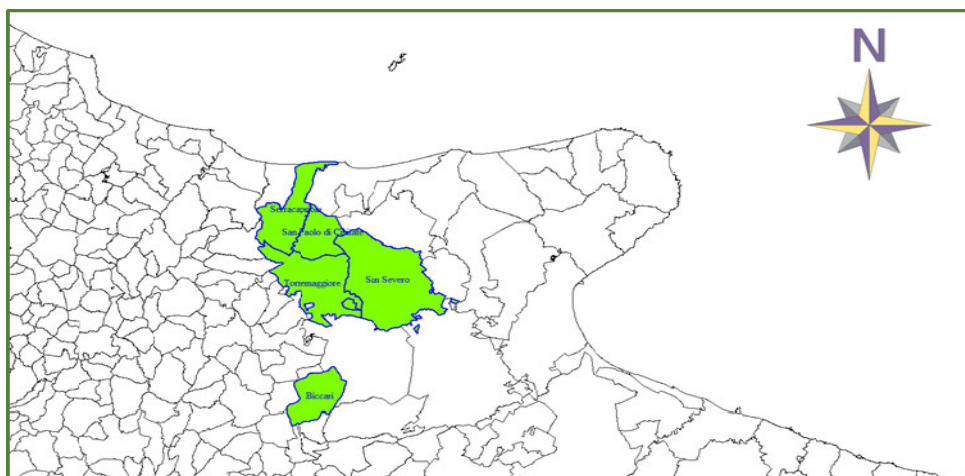 N
Serracapriola
San Paolo di Civitate
San Severo
Torremaggiore
Biccari